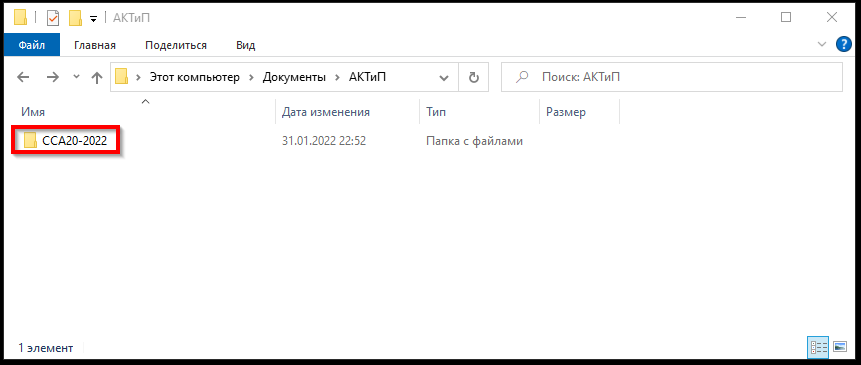 АКТиП
Файл Главная Поделиться Вид
Этот компьютер Документы АКТиП Поиск: АКТиП
Имя Дата изменения Тип Размер
CCA20-2022 31.01.2022 22:52 Папка с файлами
1 элемент